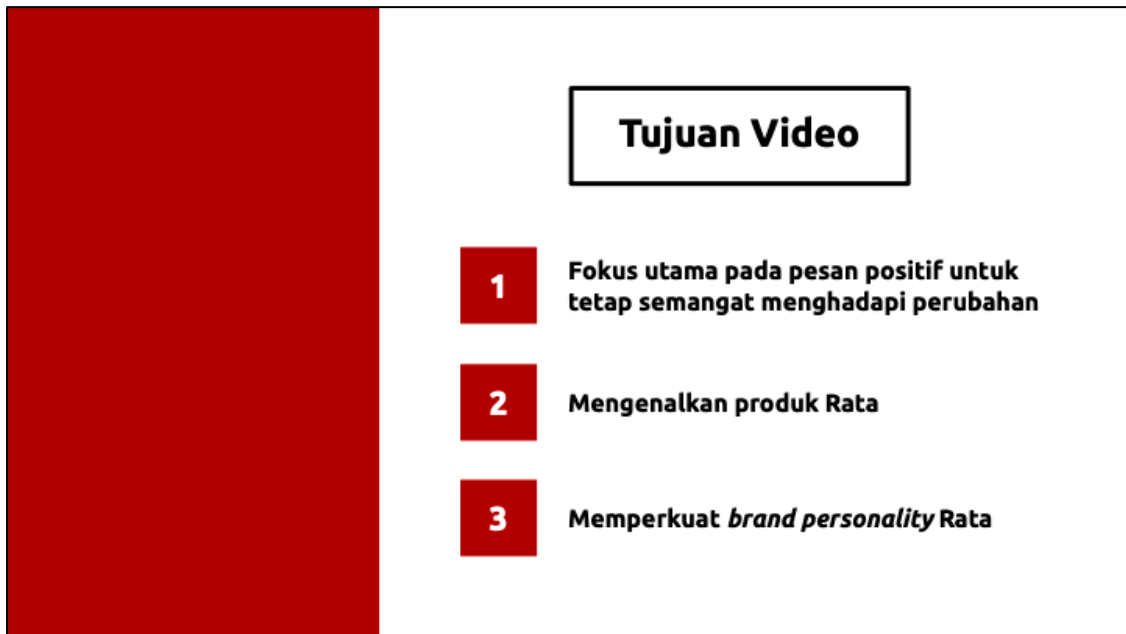 Tujuan Video
1
Fokus utama pada pesan positif untuk
tetap semangat menghadapi perubahan
2
Mengenalkan produk Rata
3
Memperkuat brand personality Rata